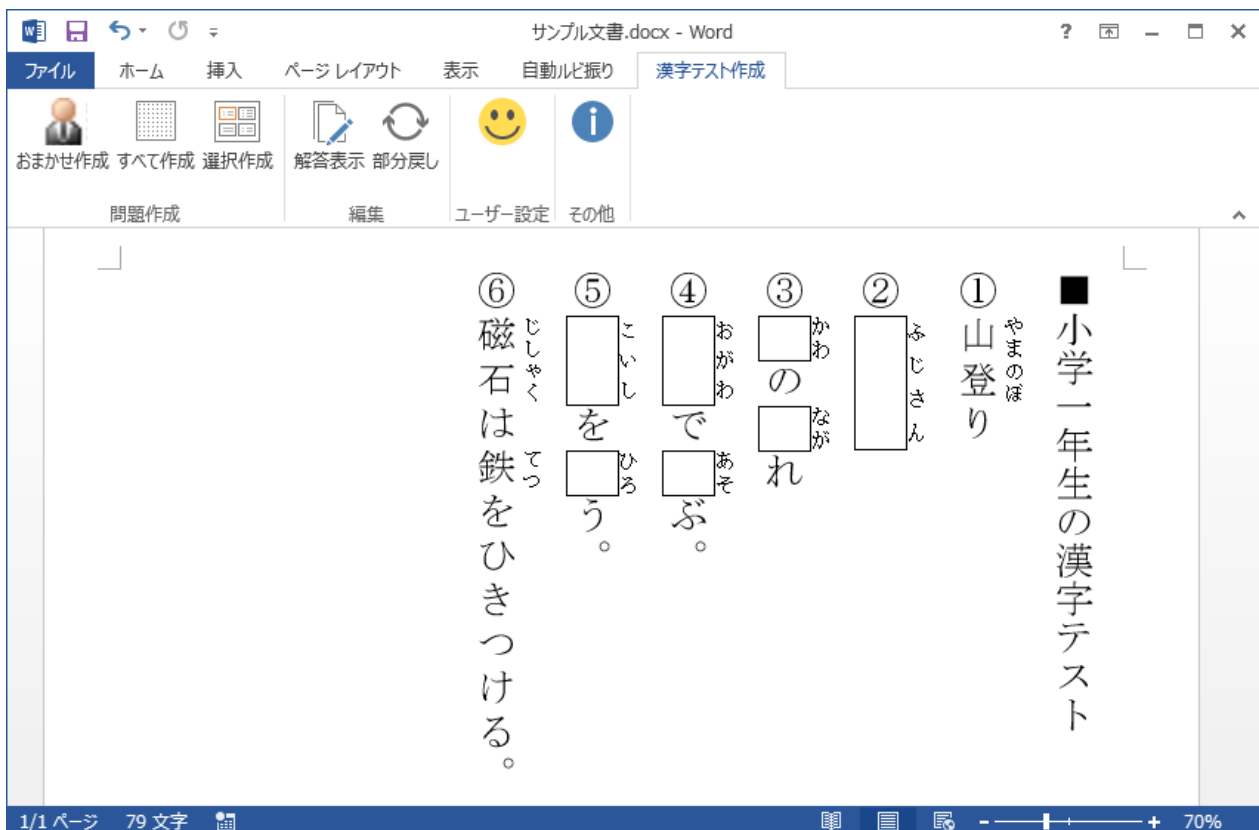 サンプル文書.docx - Word
?
ファイル ホーム 挿入 ページ レイアウト 表示 自動ルビ振り 漢字テスト作成
おまかせ作成 すべて作成 選択作成 解答表示 部分戻し
問題作成 編集 ユーザー設定 その他
■小学一年生の漢字テスト
やまのぼ
①山登り
ふじさん
②
かわ なが
③の れ
おがわ あそ
④で ぶ。
こいし ひろ
⑤を う。
じしゃく てつ
⑥磁石は鉄をひきつける。
1/1 ページ 79 文字 - + 70%